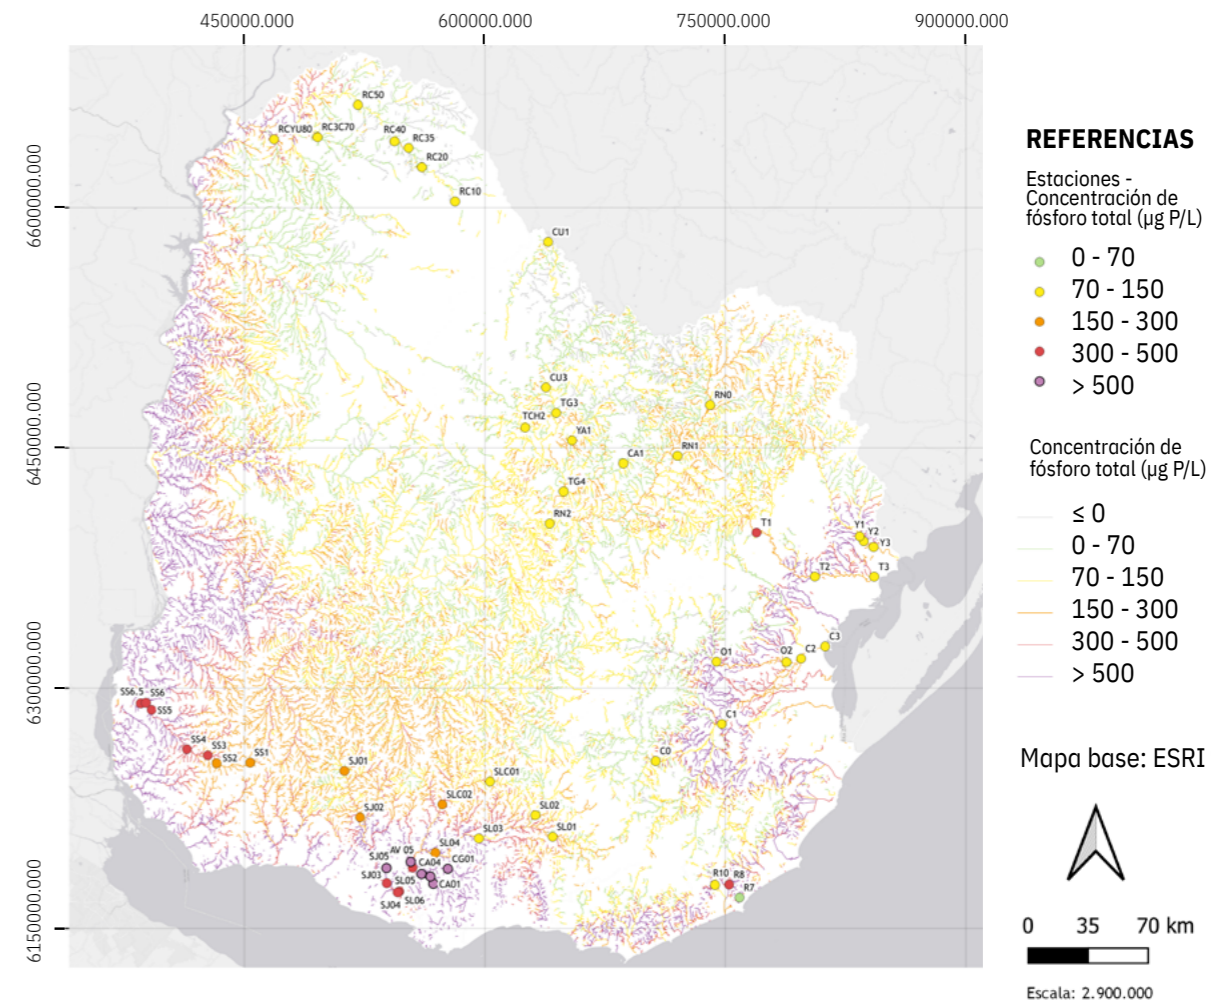 450000.000 600000.000 750000.000 900000.000
6600000.000
6450000.000
6300000.000
6150000.000
RC50
RCYU80
RC3C70
RC40
RC35
RC20
RC10
CU1
CU3
TG3
TCH2
YA1
RN0
CA1
RN1
TG4
RN2
T1
Y1
Y2
Y3
T2
T3
O1
O2
C2
C3
C1
C0
SS6.5
SS6
SS5
SS4
SS3
SS2
SS1
SJ01
SLC01
SJ02
SLC02
SL02
SL01
SL03
SL04
AV 05
SJ05
CA04
CG01
SJ03
SL05
CA01
SJ04
SL06
R10
R8
R7
REFERENCIAS
Estaciones -
Concentración de
fósforo total (µg P/L)
0 - 70
70 - 150
150 - 300
300 - 500
> 500
Concentración de
fósforo total (µg P/L)
≤ 0
0 - 70
70 - 150
150 - 300
300 - 500
> 500
Mapa base: ESRI
0 35 70 km
Escala: 2.900.000